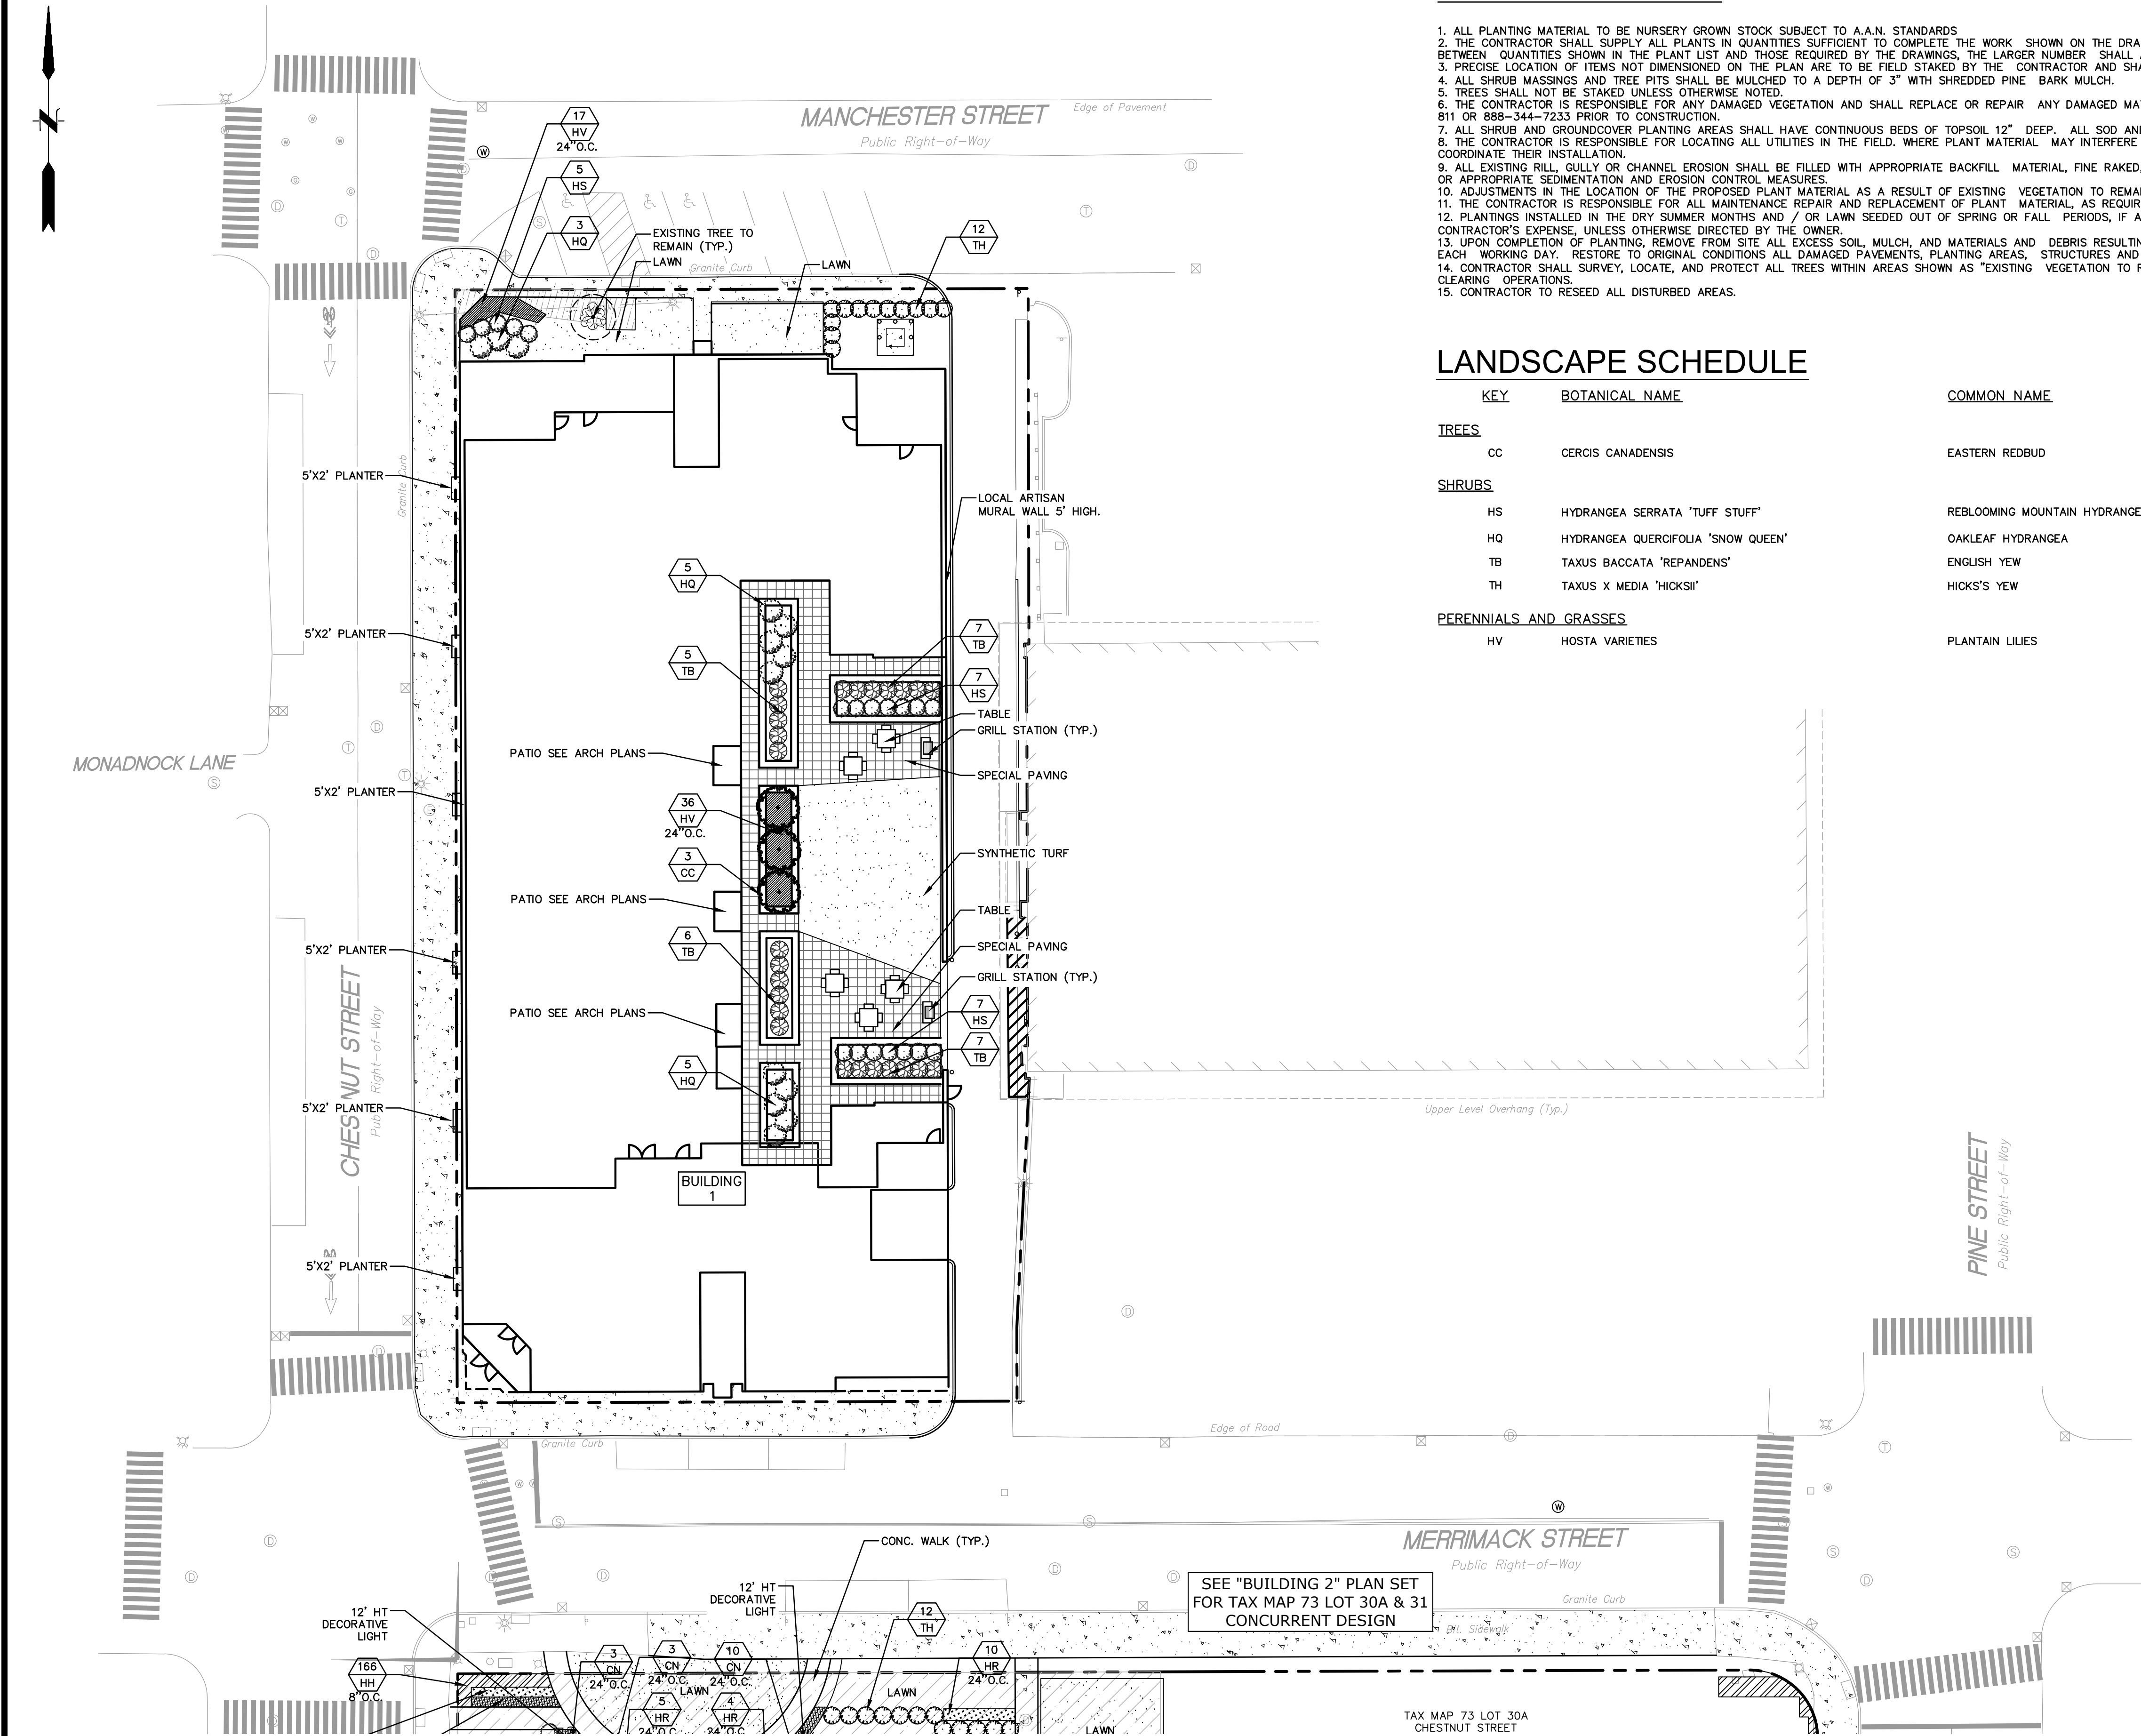 1. ALL PLANTING MATERIAL TO BE NURSERY GROWN STOCK SUBJECT TO A.A.N. STANDARDS
2. THE CONTRACTOR SHALL SUPPLY ALL PLANTS IN QUANTITIES SUFFICIENT TO COMPLETE THE WORK SHOWN ON THE
BETWEEN QUANTITIES SHOWN IN THE PLANT LIST AND THOSE REQUIRED BY THE DRAWINGS, THE LARGER NUMBER SHALL
3. PRECISE LOCATION OF ITEMS NOT DIMENSIONED ON THE PLAN ARE TO BE FIELD STAKED BY THE CONTRACTOR AND
4. ALL SHRUB MASSINGS AND TREE PITS SHALL BE MULCHED TO A DEPTH OF 3" WITH SHREDDED PINE BARK MULCH.
5. TREES SHALL NOT BE STAKED UNLESS OTHERWISE NOTED.
6. THE CONTRACTOR IS RESPONSIBLE FOR ANY DAMAGED VEGETATION AND SHALL REPLACE OR REPAIR ANY DAMAGED
811 OR 888-344-7233 PRIOR TO CONSTRUCTION.
7. ALL SHRUB AND GROUNDCOVER PLANTING AREAS SHALL HAVE CONTINUOUS BEDS OF TOPSOIL 12" DEEP. ALL SOD
8. THE CONTRACTOR IS RESPONSIBLE FOR LOCATING ALL UTILITIES IN THE FIELD. WHERE PLANT MATERIAL MAY INTERFERE
COORDINATE THEIR INSTALLATION.
9. ALL EXISTING RILL, GULLY OR CHANNEL EROSION SHALL BE FILLED WITH APPROPRIATE BACKFILL MATERIAL, FINE RAKED,
OR APPROPRIATE SEDIMENTATION AND EROSION CONTROL MEASURES.
10. ADJUSTMENTS IN THE LOCATION OF THE PROPOSED PLANT MATERIAL AS A RESULT OF EXISTING VEGETATION TO
11. THE CONTRACTOR IS RESPONSIBLE FOR ALL MAINTENANCE REPAIR AND REPLACEMENT OF PLANT MATERIAL, AS
12. PLANTINGS INSTALLED IN THE DRY SUMMER MONTHS AND / OR LAWN SEEDED OUT OF SPRING OR FALL PERIODS, IF
CONTRACTOR'S EXPENSE, UNLESS OTHERWISE DIRECTED BY THE OWNER.
13. UPON COMPLETION OF PLANTING, REMOVE FROM SITE ALL EXCESS SOIL, MULCH, AND MATERIALS AND DEBRIS
EACH WORKING DAY. RESTORE TO ORIGINAL CONDITIONS ALL DAMAGED PAVEMENTS, PLANTING AREAS, STRUCTURES AND
14. CONTRACTOR SHALL SURVEY, LOCATE, AND PROTECT ALL TREES WITHIN AREAS SHOWN AS "EXISTING VEGETATION TO
CLEARING OPERATIONS.
15. CONTRACTOR TO RESEED ALL DISTURBED AREAS.
LANDSCAPE SCHEDULE
KEY BOTANICAL NAME COMMON NAME
TREES
CC CERCIS CANADENSIS EASTERN REDBUD
SHRUBS
HS HYDRANGEA SERRATA 'TUFF STUFF' REBLOOMING MOUNTAIN
HQ HYDRANGEA QUERCIFOLIA 'SNOW QUEEN' OAKLEAF HYDRANGEA
TB TAXUS BACCATA 'REPANDENS' ENGLISH YEW
TH TAXUS X MEDIA 'HICKSII' HICKS'S YEW
PERENNIALS AND GRASSES
HV HOSTA VARIETIES PLANTAIN LILIES
N
MANCHESTER STREET
Public Right-of-Way
Edge of Pavement
17
HV
24"O.C.
5
HS
3
HQ
EXISTING TREE TO
REMAIN (TYP.)
LAWN
Granite Curb
LAWN
12
TH
Granite Curb
5'X2' PLANTER
LOCAL ARTISAN
MURAL WALL 5' HIGH.
5
HQ
5'X2' PLANTER
7
TB
5
TB
7
HS
TABLE
GRILL STATION (TYP.)
PATIO SEE ARCH PLANS
MONADNOCK LANE
SPECIAL PAVING
5'X2' PLANTER
36
HV
24"O.C.
3
CC
SYNTHETIC TURF
PATIO SEE ARCH PLANS
TABLE
6
TB
5'X2' PLANTER
SPECIAL PAVING
GRILL STATION (TYP.)
PATIO SEE ARCH PLANS
7
HS
7
TB
5
HQ
5'X2' PLANTER
CHESTNUT STREET
Public Right-of-Way
Upper Level Overhang (Typ.)
BUILDING
1
PINE STREET
Public Right-of-Way
5'X2' PLANTER
Granite Curb
Edge of Road
CONC. WALK (TYP.)
MERRIMACK STREET
Public Right-of-Way
SEE "BUILDING 2" PLAN SET
FOR TAX MAP 73 LOT 30A & 31
CONCURRENT DESIGN
Granite Curb
Bit. Sidewalk
12' HT
DECORATIVE
LIGHT
12' HT
DECORATIVE
LIGHT
12
TH
3
CN
24"O.C.
3
CN
24"O.C.
10
CN
24"O.C.
10
HR
24"O.C.
166
HH
8"O.C.
LAWN
LAWN
5
HR
24"O.C.
4
HR
24"O.C.
LAWN
TAX MAP 73 LOT 30A
CHESTNUT STREET